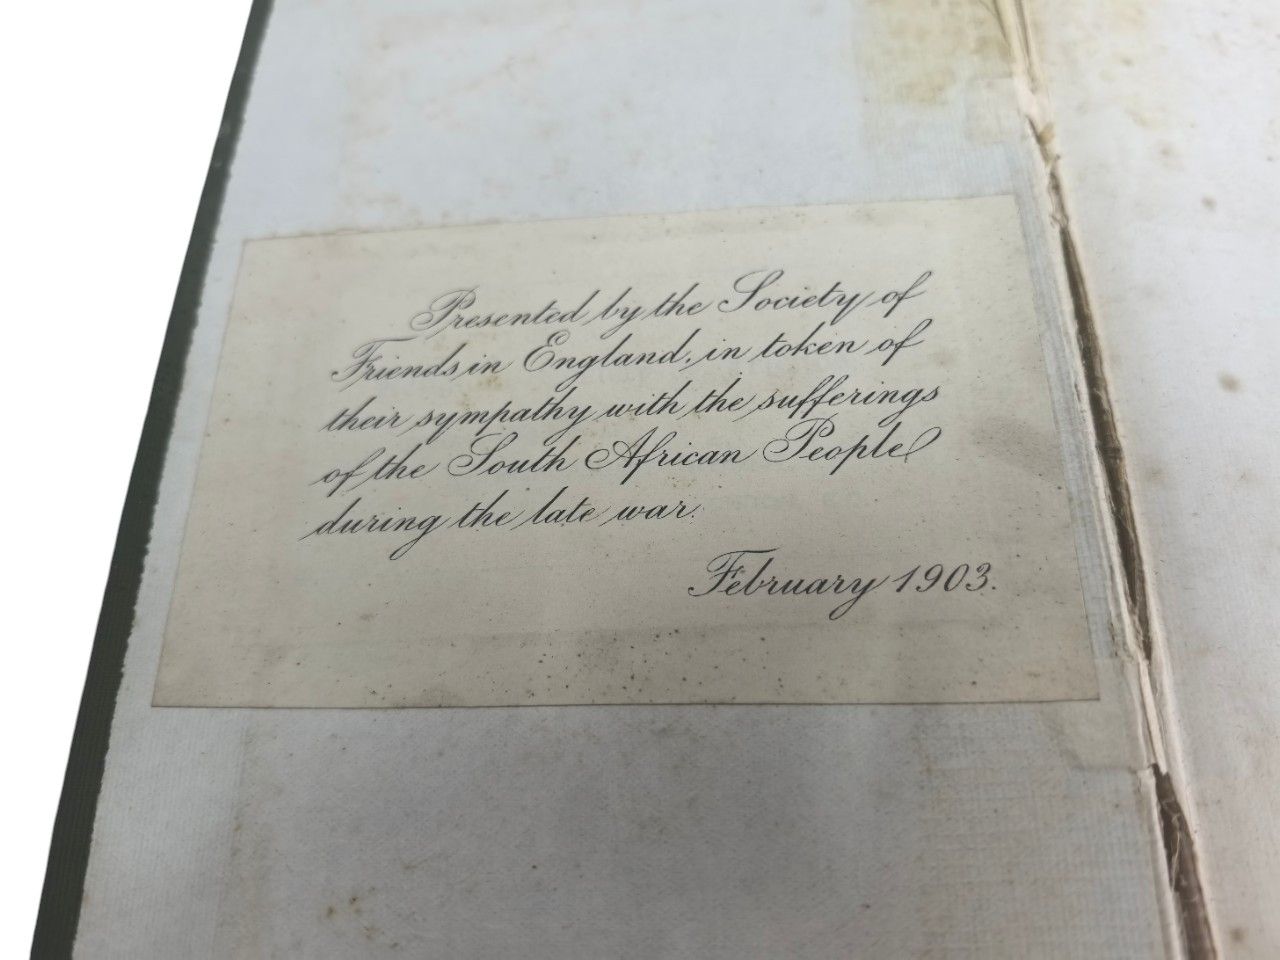 Presented by the Society of
Friends in England, in token of
their sympathy with the sufferings
of the South African People
during the late war.
February 1903.